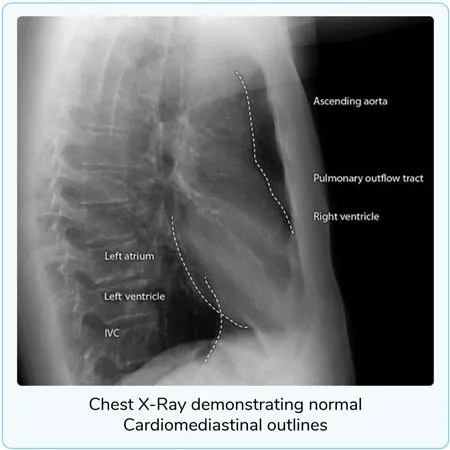 Ascending aorta
Pulmonary outflow tract
Right ventricle
Left atrium
Left ventricle
IVC
Chest X-Ray demonstrating normal
Cardiomediastinal outlines